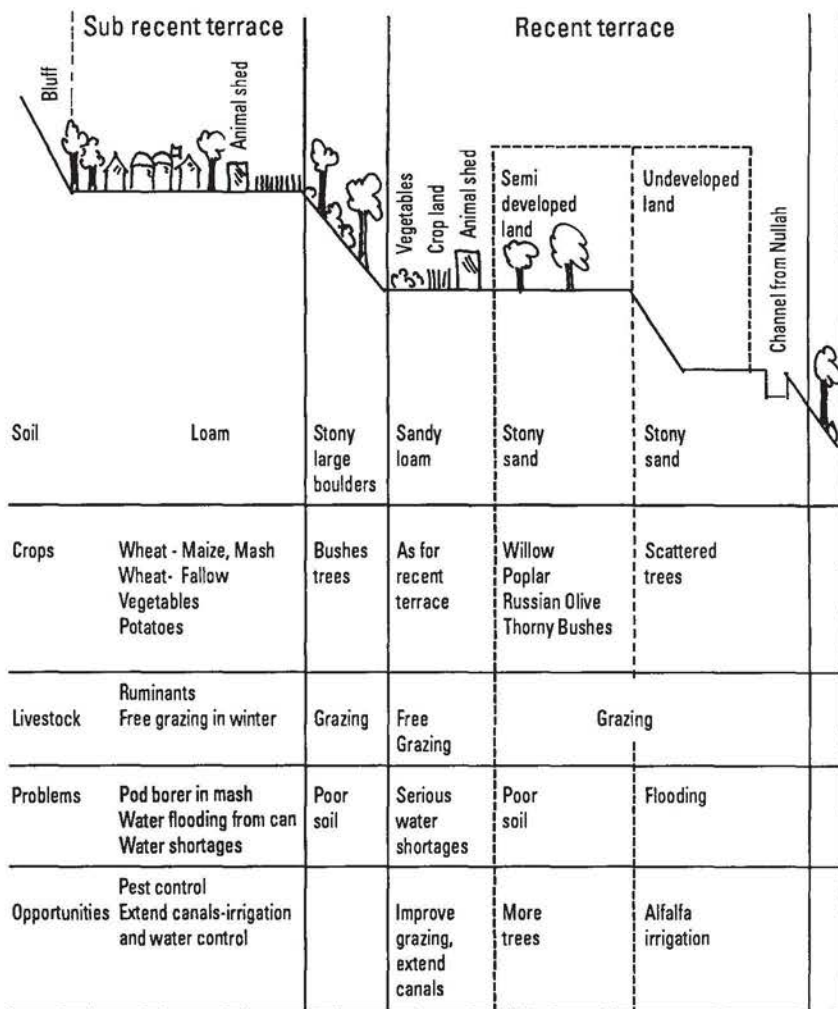 Sub recent terrace
Recent terrace
Bluff
Animal shed
Vegetables
Crop land
Animal shed
Semi
developed
land
Undeveloped
land
Channel from Nullah
Soil
Loam
Stony
large
boulders
Sandy
loam
Stony
sand
Stony
sand
Crops
Wheat - Maize, Mash
Wheat- Fallow
Vegetables
Potatoes
Bushes
trees
As for
recent
terrace
Willow
Poplar
Russian Olive
Thorny Bushes
Scattered
trees
Livestock
Ruminants
Free grazing in winter
Grazing
Free
Grazing
Grazing
Problems
Pod borer in mash
Water flooding from can
Water shortages
Poor
soil
Serious
water
shortages
Poor
soil
Flooding
Opportunities
Pest control
Extend canals-irrigation
and water control
Improve
grazing,
extend
canals
More
trees
Alfalfa
irrigation